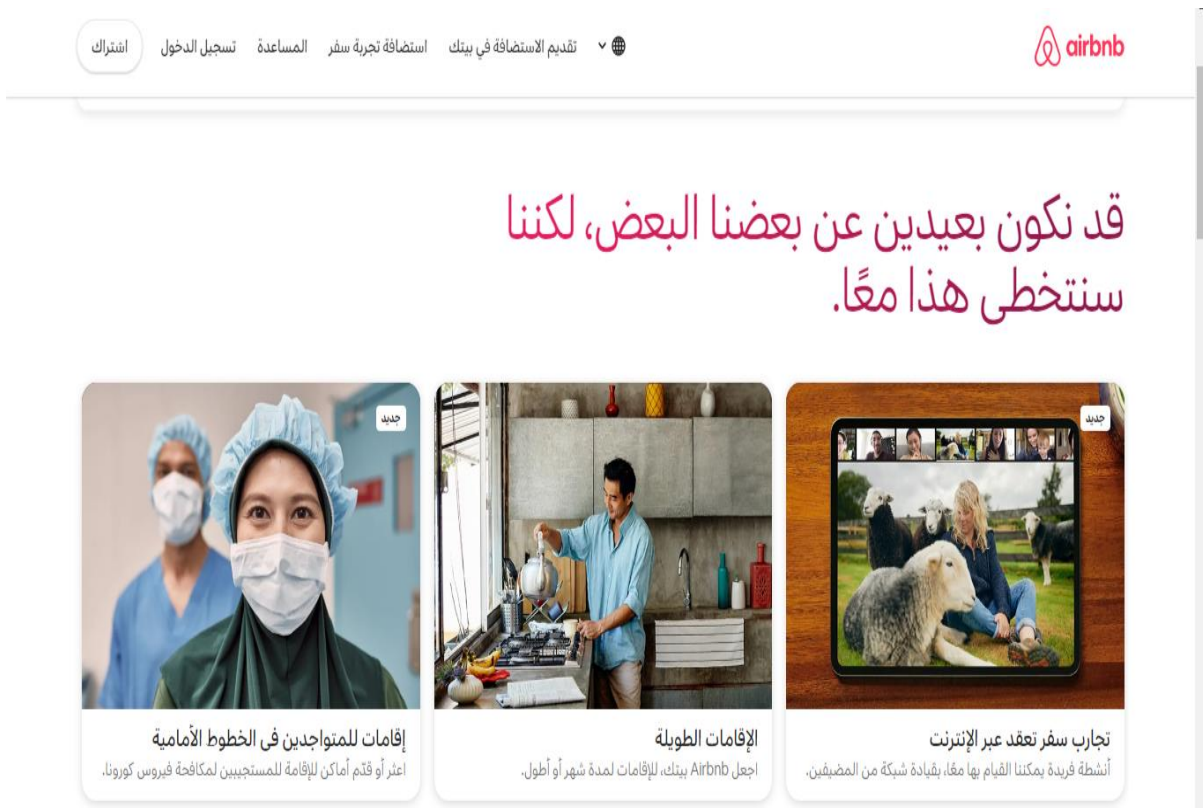 airbnb
تقديم الاستضافة في بيتك
استضافة تجربة سفر
المساعدة
تسجيل الدخول
اشتراك
قد نكون بعيدين عن بعضنا البعض، لكننا
سنتخطى هذا معًا.
جديد
تجارب سفر تعقد عبر الإنترنت
أنشطة فريدة يمكننا القيام بها معًا، بقيادة شبكة من المضيفين.
الإقامات الطويلة
اجعل Airbnb بيتك، للإقامات لمدة شهر أو أطول.
جديد
إقامات للمتواجدين في الخطوط الأمامية
اعثر أو قدّم أماكن للإقامة للمستجيبين لمكافحة فيروس كورونا.